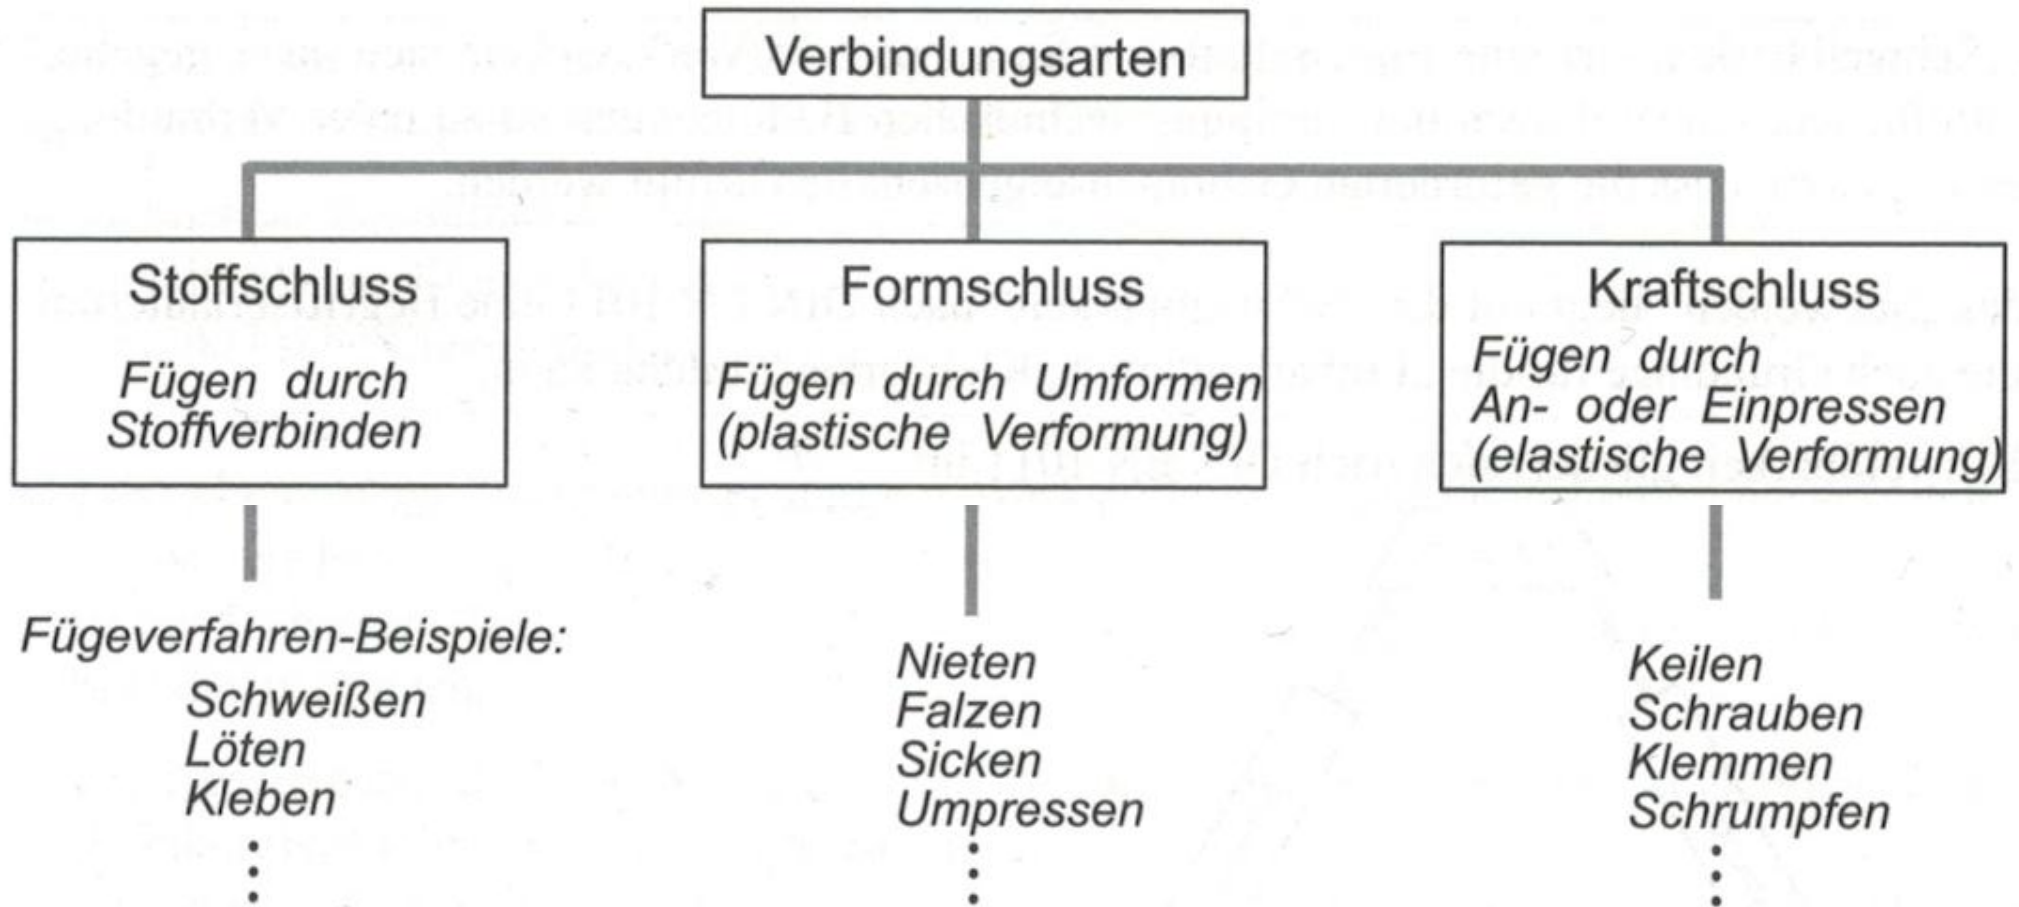 Verbindungsarten
Stoffschluss
Fügen durch
Stoffverbinden
Formschluss
Fügen durch Umformen
(plastische Verformung)
Kraftschluss
Fügen durch
An- oder Einpressen
(elastische Verformung)
Fügeverfahren-Beispiele:
Schweißen
Löten
Kleben
Nieten
Falzen
Sicken
Umpressen
Keilen
Schrauben
Klemmen
Schrumpfen